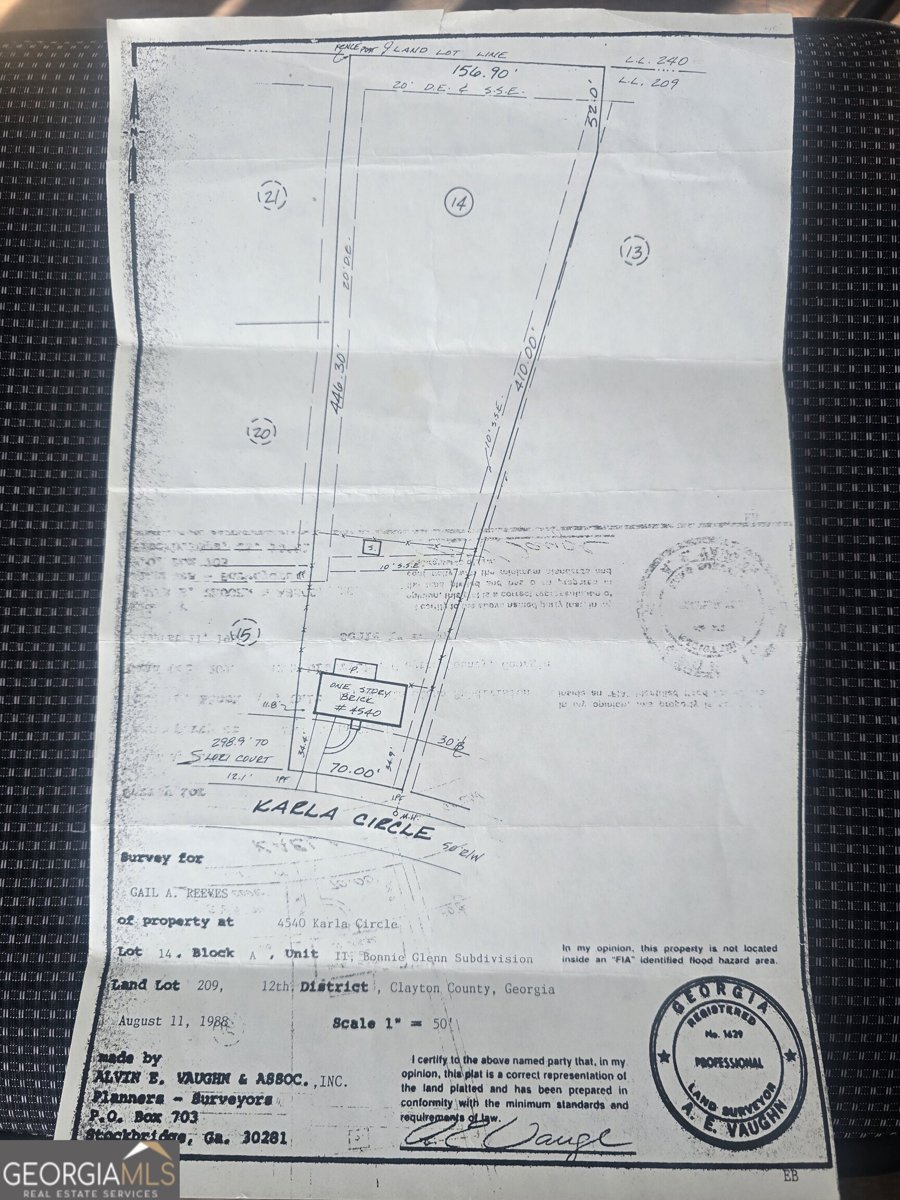 FENCE POST
℄ LAND LOT LINE
L.L. 240
L.L. 209
156.90'
20' D.E. & S.S.E.
52.0'
N
21
14
13
20' D.E.
446.30'
410.00'
10' S.S.E.
20
S
10' S.S.E.
15
P.
ONE STORY
BRICK
# 4540
11.8'
298.9' TO
LORI COURT
34.4'
34.9'
30' B
12.1'
IPF
70.00'
IPF
M.H.
KARLA CIRCLE
50' R/W
Survey for
GAIL A. REEVES
of property at 4540 Karla Circle
Lot 14, Block A, Unit II, Bonnie Glenn Subdivision
Land Lot 209, 12th District, Clayton County, Georgia
August 11, 1988 Scale 1" = 50'
In my opinion, this property is not located
inside an "FIA" identified flood hazard area.
made by
ALVIN E. VAUGHN & ASSOC., INC.
Planners - Surveyors
P.O. Box 703
Stockbridge, Ga. 30281
I certify to the above named party that, in my
opinion, this plat is a correct representation of
the land platted and has been prepared in
conformity with the minimum standards and
requirements of law.
A E Vaughn
GEORGIA
REGISTERED
No. 1629
PROFESSIONAL
LAND SURVEYOR
A. E. VAUGHN
EB
GEORGIAMLS
REAL ESTATE SERVICES